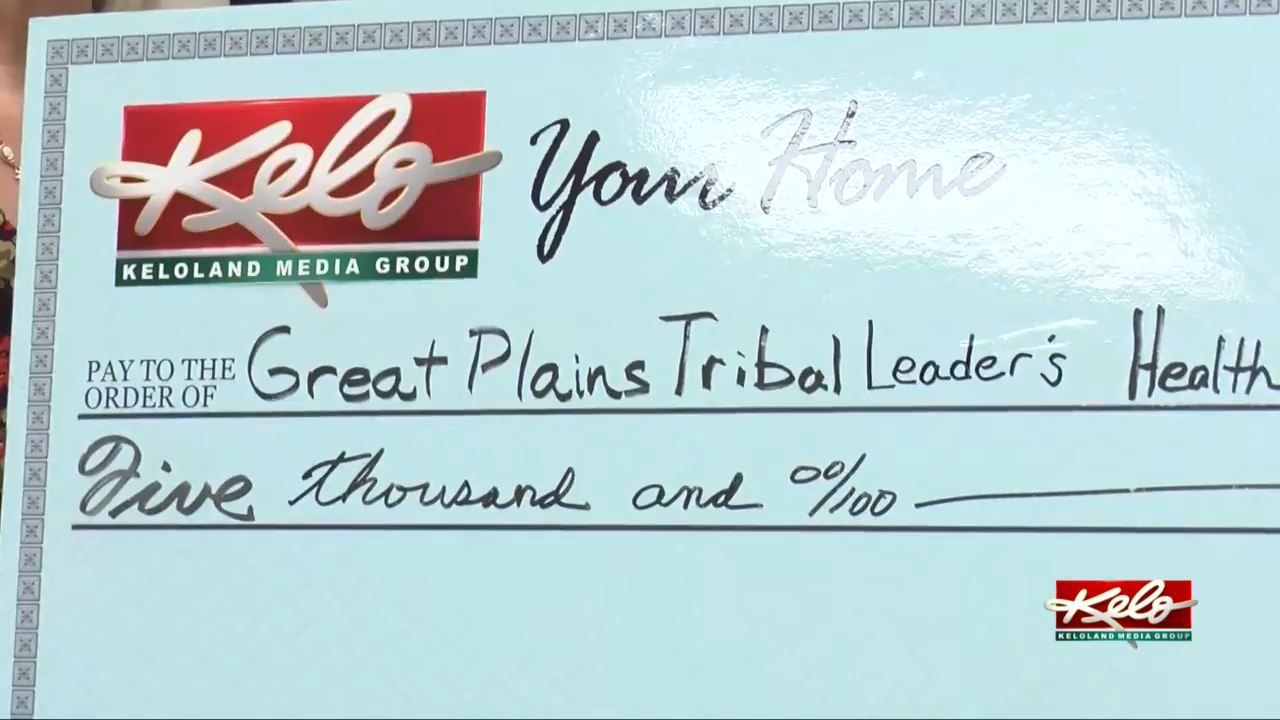 Kelo
KELOLAND MEDIA GROUP
Your Home
PAY TO THE
ORDER OF
Great Plains Tribal Leader's Health
Five thousand and 00/100
Kelo
KELOLAND MEDIA GROUP